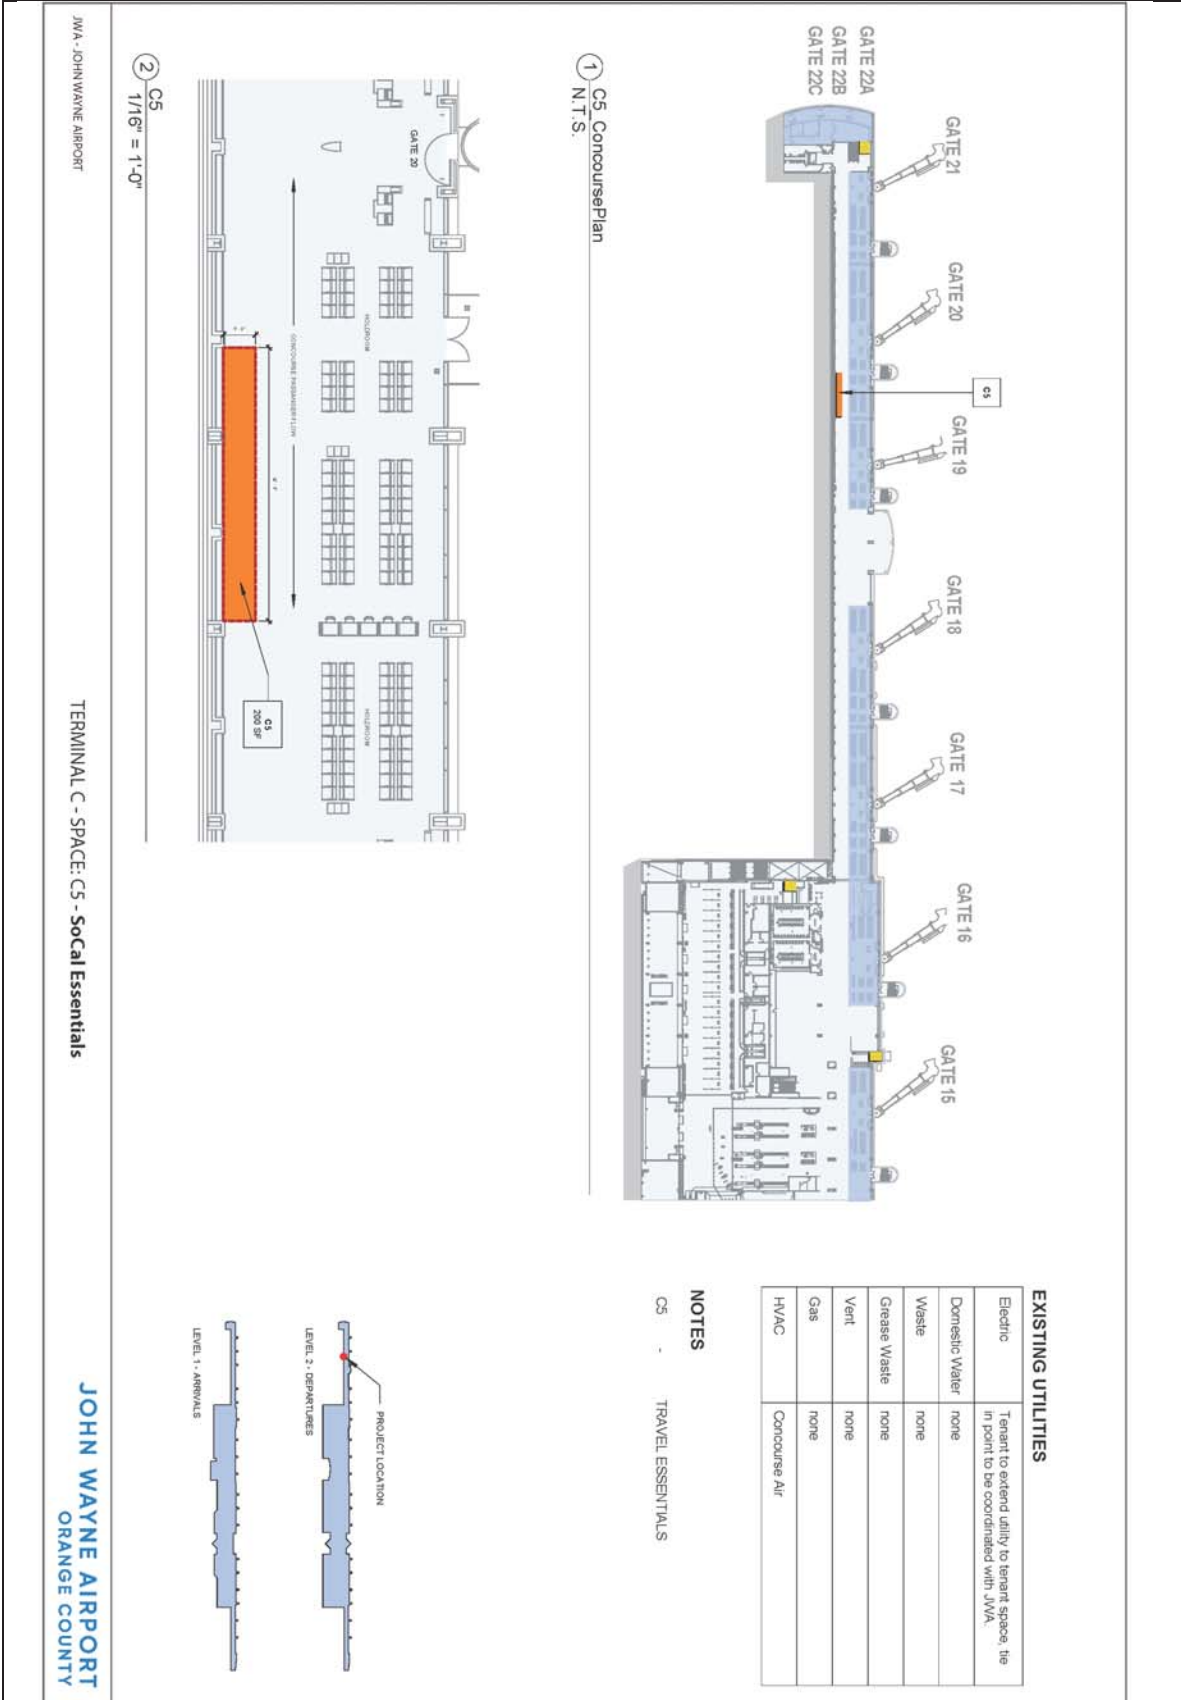 GATE 22A
GATE 22B
GATE 22C
GATE 21
GATE 20
C5
GATE 19
GATE 18
GATE 17
GATE 16
GATE 15
1
C5_ConcoursePlan
N.T.S.
GATE 20
HOLDROOM
CONCOURSE PASSANGER FLOW
HOLDROOM
C5
200 SF
2
C5
1/16" = 1'-0"
EXISTING UTILITIES
Electric Tenant to extend utility to tenant space, tie
in point to be coordinated with JWA.
Domestic Water none
Waste none
Grease Waste none
Vent none
Gas none
HVAC Concourse Air
NOTES
C5 - TRAVEL ESSENTIALS
PROJECT LOCATION
LEVEL 2 - DEPARTURES
LEVEL 1 - ARRIVALS
JWA - JOHN WAYNE AIRPORT
TERMINAL C - SPACE: C5 - SoCal Essentials
JOHN WAYNE AIRPORT
ORANGE COUNTY